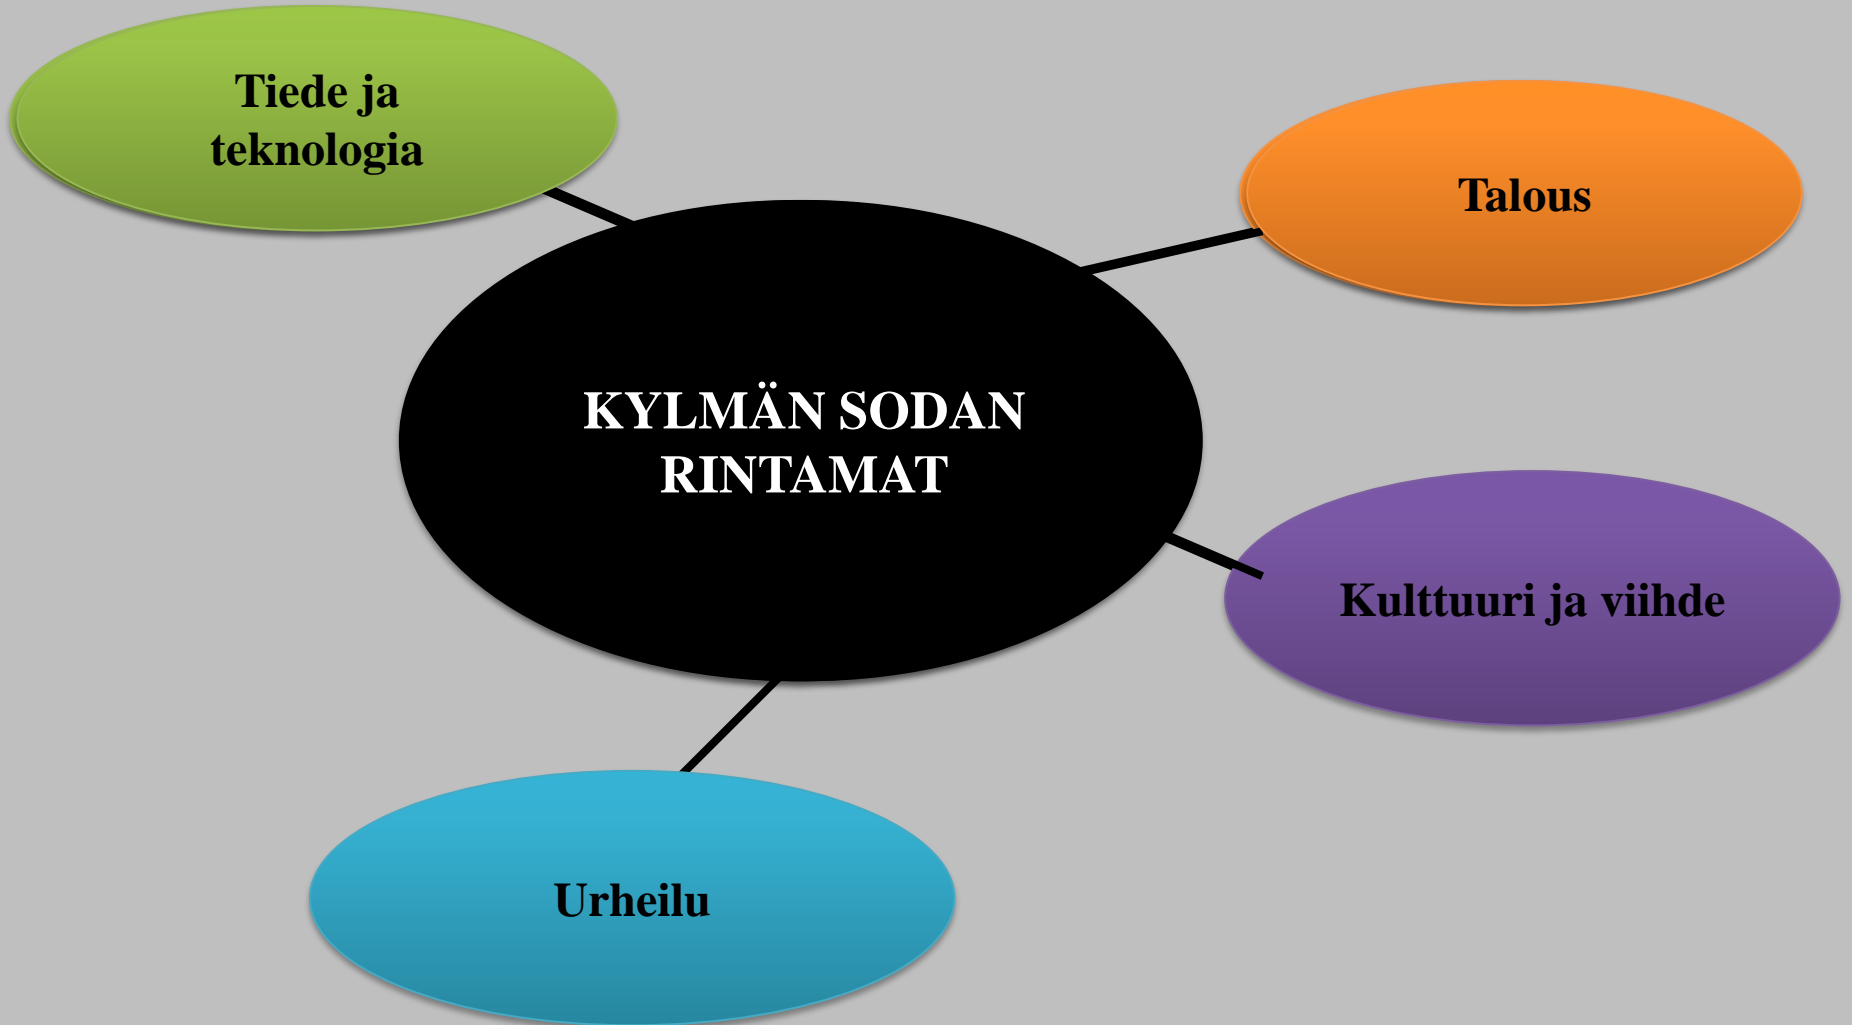 Tiede ja
teknologia
Talous
KYLMÄN SODAN
RINTAMAT
Kulttuuri ja viihde
Urheilu